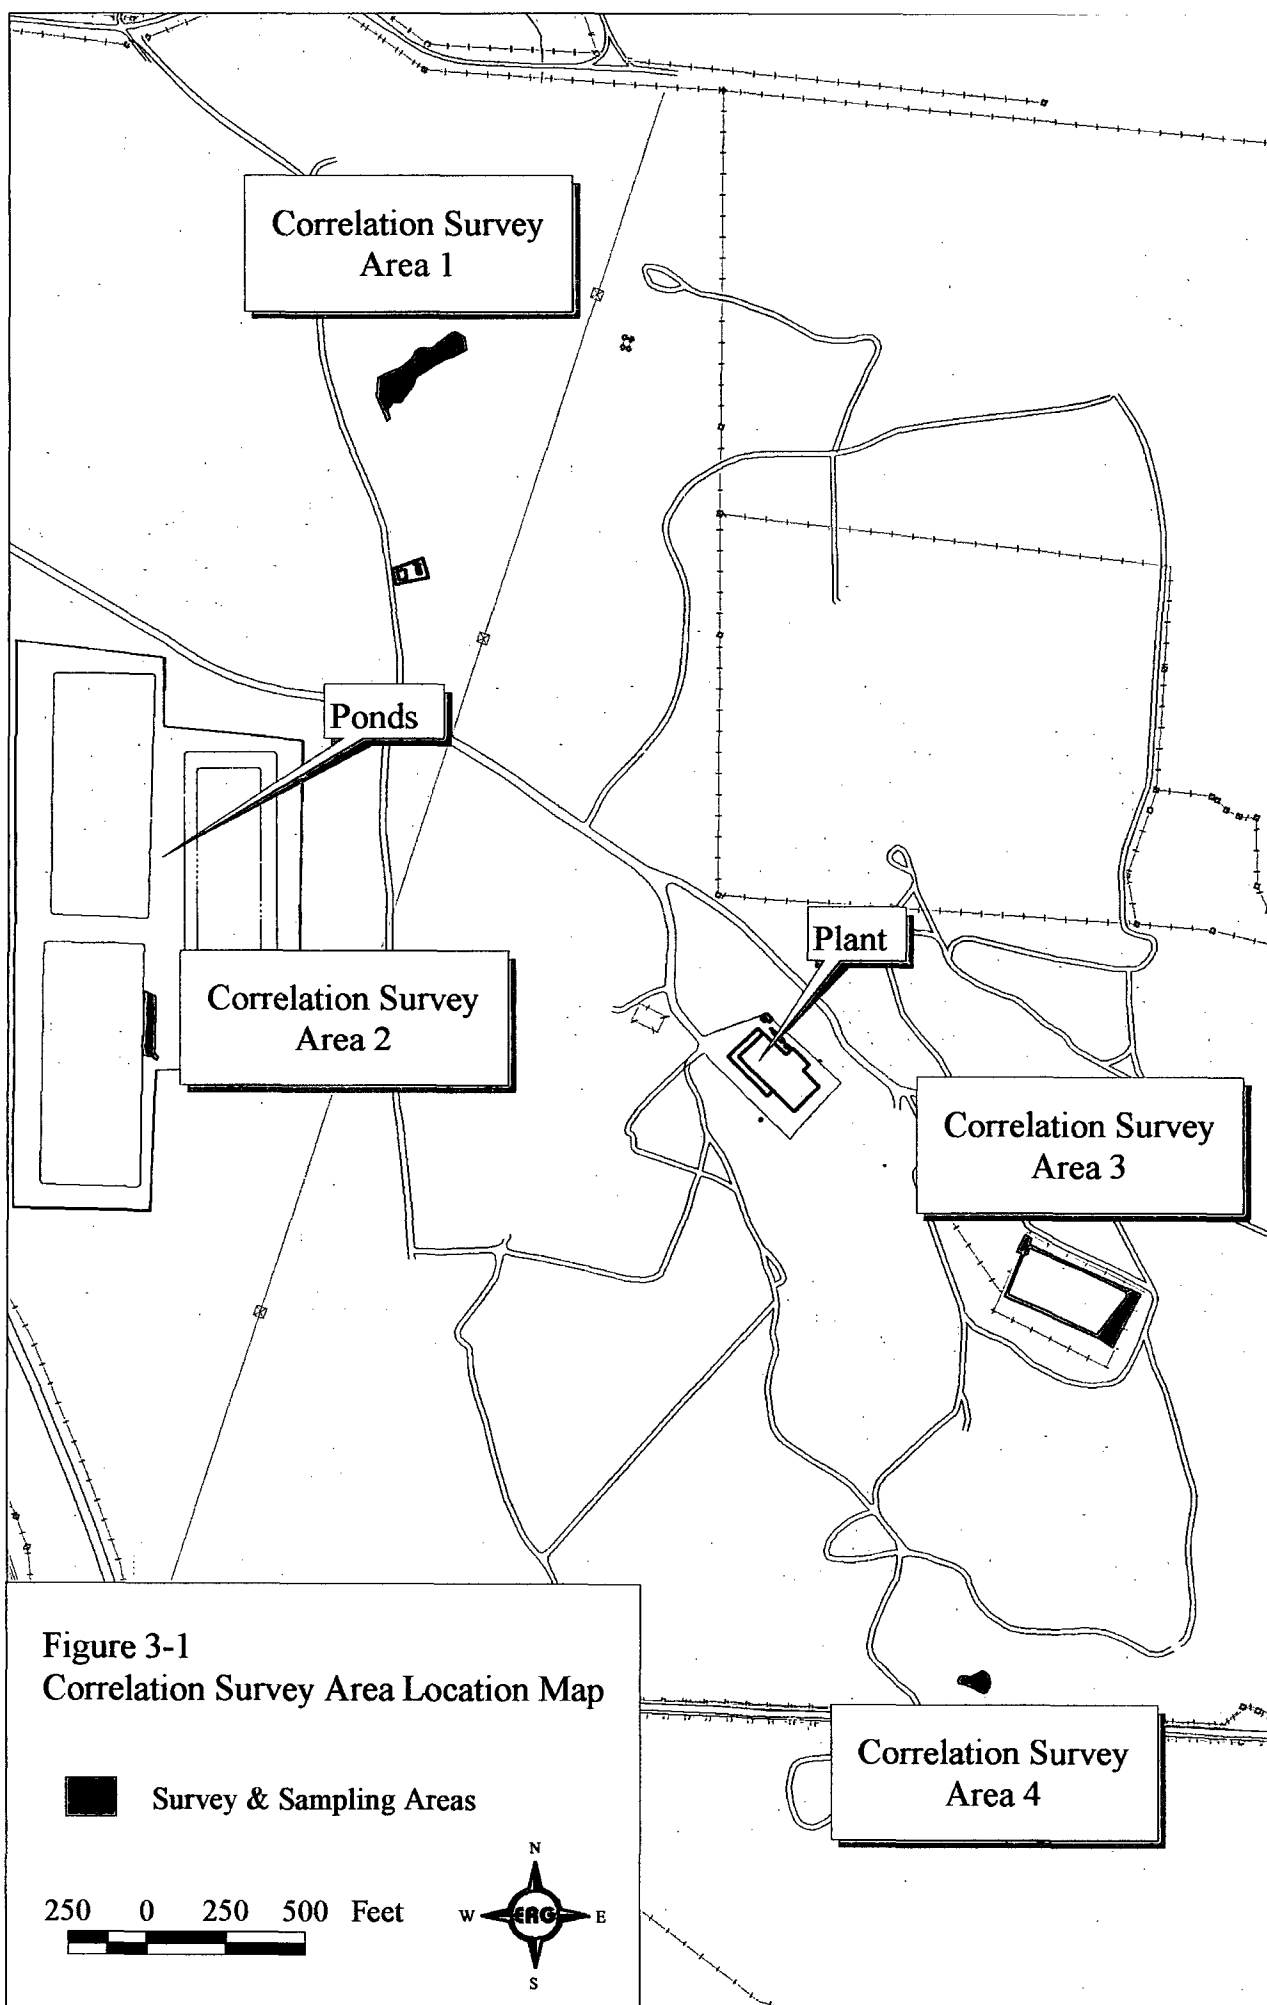 Correlation Survey
Area 1
Ponds
Plant
Correlation Survey
Area 2
Correlation Survey
Area 3
Correlation Survey
Area 4
Figure 3-1
Correlation Survey Area Location Map
Survey & Sampling Areas
250 0 250 500 Feet
N
W ERG E
S